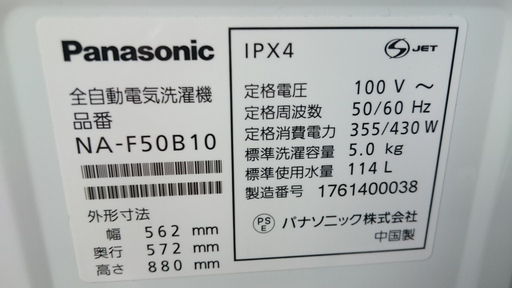 Panasonic
全自動電気洗濯機
品番
NA-F50B10
外形寸法
幅 562 mm
奥行 572 mm
高さ 880 mm
IPX4
S JET
定格電圧 100 V ～
定格周波数 50/60 Hz
定格消費電力 355/430 W
標準洗濯容量 5.0 kg
標準使用水量 114 L
製造番号 1761400038
PS E パナソニック株式会社
中国製